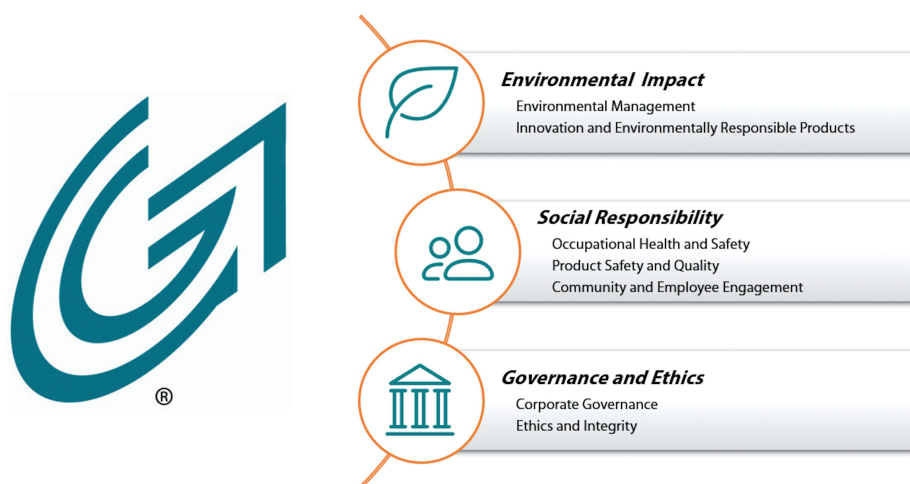 ®
Environmental Impact
Environmental Management
Innovation and Environmentally Responsible Products
Social Responsibility
Occupational Health and Safety
Product Safety and Quality
Community and Employee Engagement
Governance and Ethics
Corporate Governance
Ethics and Integrity